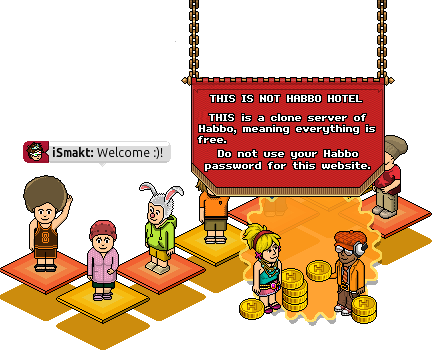 THIS IS NOT HABBO HOTEL
THIS is a clone server of
Habbo, meaning everything is
free.
Do not use your Habbo
password for this website.
iSmakt: Welcome :)!